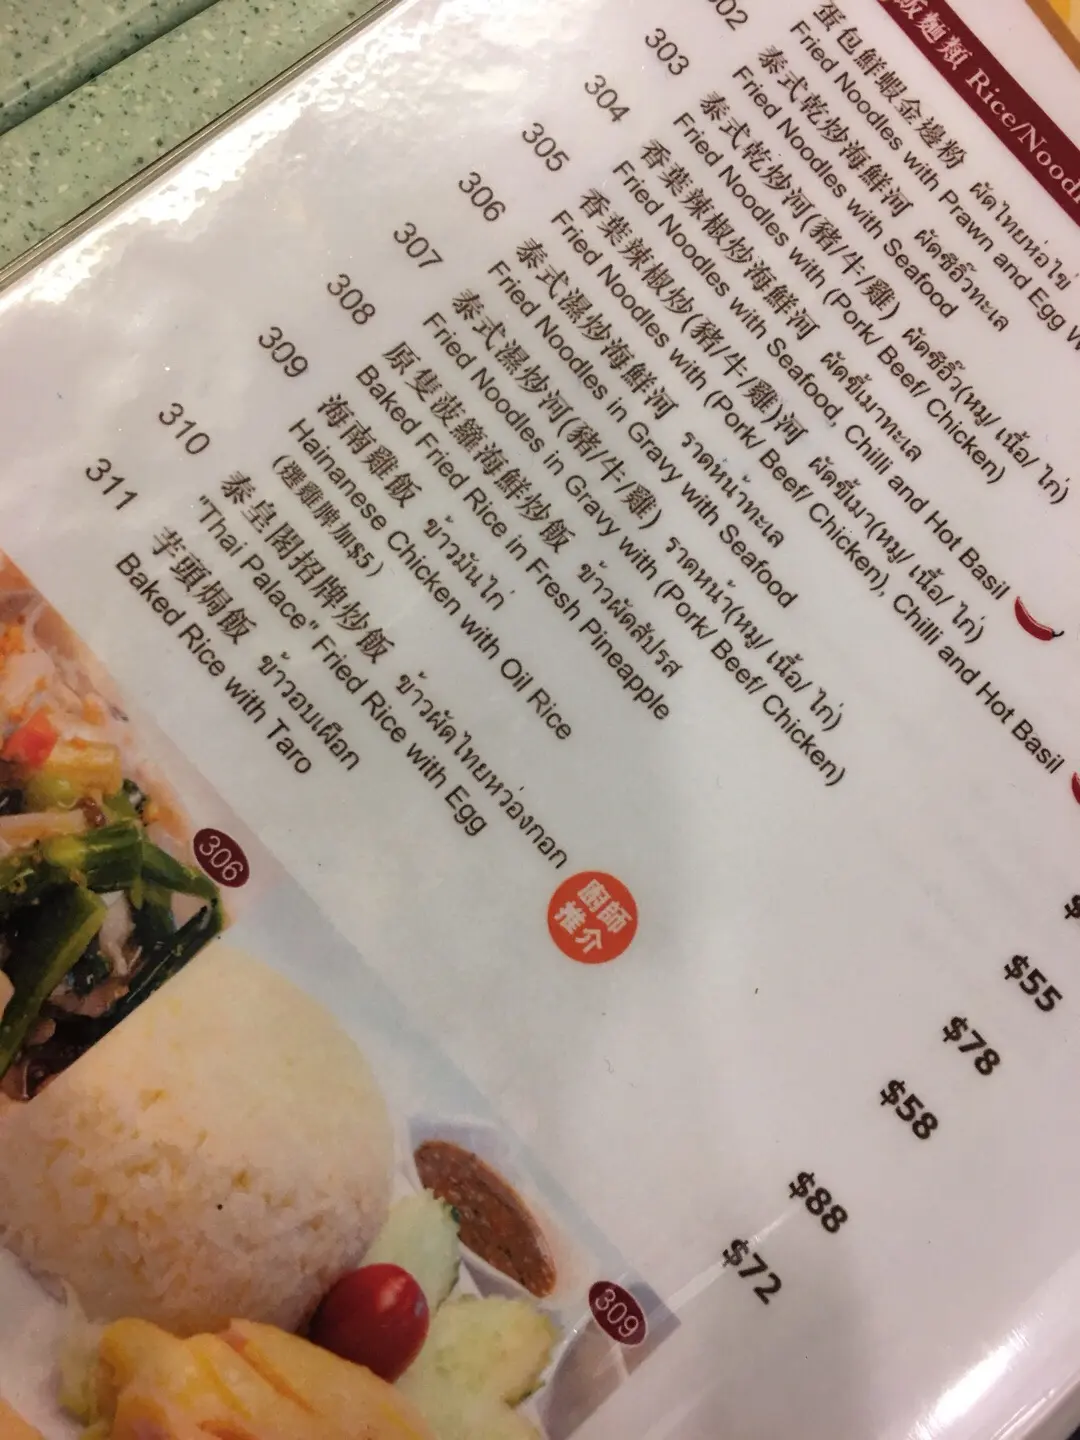 飯麵類 Rice/Noodl
302 蛋包鮮蝦金邊粉 ผัดไทยห่อไข่
Fried Noodles with Prawn and Egg W
303 泰式乾炒海鮮河 ผัดซีอิ๊วทะเล
Fried Noodles with Seafood
304 泰式乾炒河(豬/牛/雞) ผัดซีอิ๊ว(หมู/ เนื้อ/ ไก่)
Fried Noodles with (Pork/ Beef/ Chicken)
305 香葉辣椒炒海鮮河 ผัดขี้เมาทะเล
Fried Noodles with Seafood, Chilli and Hot Basil
306 香葉辣椒炒(豬/牛/雞)河 ผัดขี้เมา(หมู/ เนื้อ/ ไก่)
Fried Noodles with (Pork/ Beef/ Chicken), Chilli and Hot Basil
307 泰式濕炒海鮮河 ราดหน้าทะเล
Fried Noodles in Gravy with Seafood
308 泰式濕炒河(豬/牛/雞) ราดหน้า(หมู/ เนื้อ/ ไก่)
Fried Noodles in Gravy with (Pork/ Beef/ Chicken)
$55
309 原隻菠籮海鮮炒飯 ข้าวผัดสัปรส
Baked Fried Rice in Fresh Pineapple
$78
海南雞飯 ข้าวมันไก่
Hainanese Chicken with Oil Rice
(選雞脾加$5)
$58
310 泰皇閣招牌炒飯 ข้าวผัดไทยหว่องกอก
"Thai Palace" Fried Rice with Egg
廚師
推介
$88
311 芋頭焗飯 ข้าวอบเผือก
Baked Rice with Taro
$72
306
309